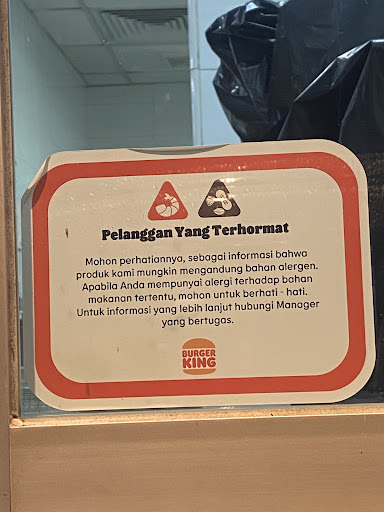 Pelanggan Yang Terhormat
Mohon perhatiannya, sebagai informasi bahwa
produk kami mungkin mengandung bahan alergen.
Apabila Anda mempunyai alergi terhadap bahan
makanan tertentu, mohon untuk berhati - hati.
Untuk informasi yang lebih lanjut hubungi Manager
yang bertugas.
BURGER
KING